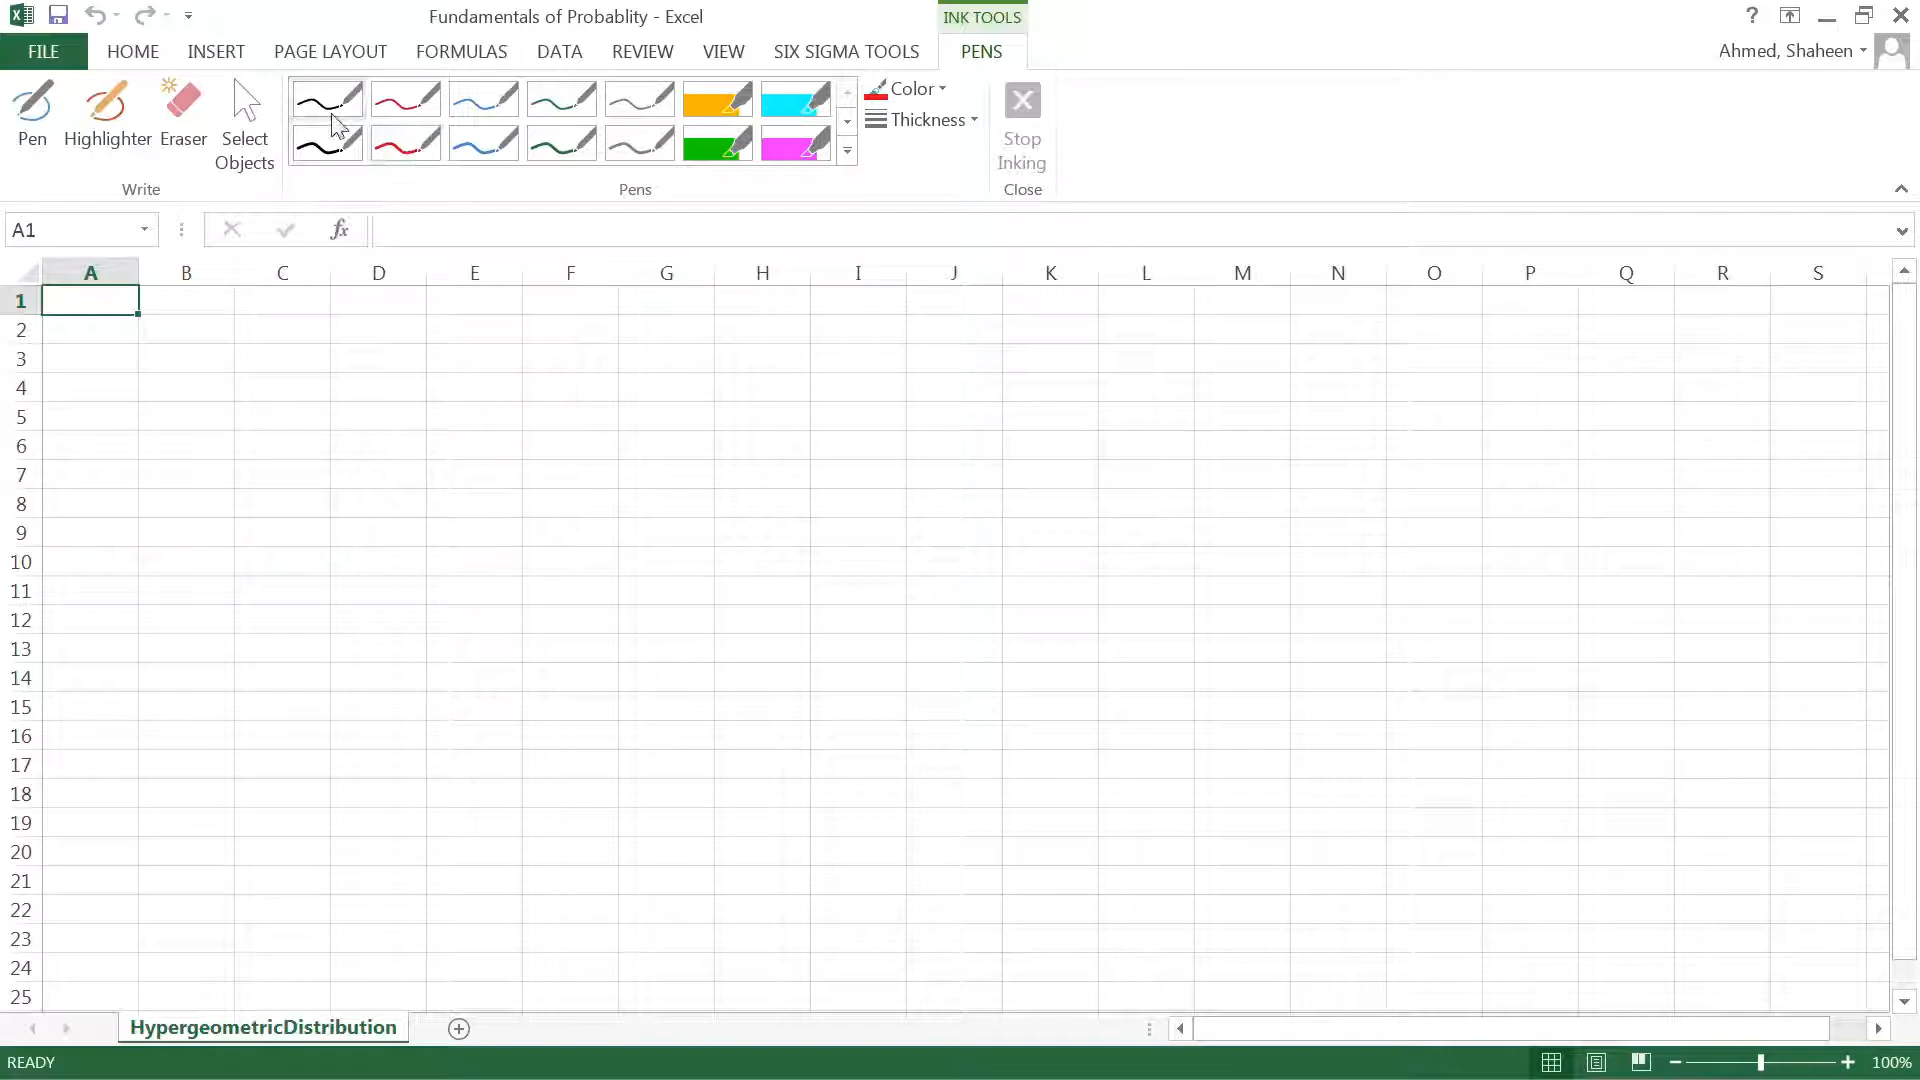 Fundamentals of Probablity - Excel
INK TOOLS
?
FILE
HOME
INSERT
PAGE LAYOUT
FORMULAS
DATA
REVIEW
VIEW
SIX SIGMA TOOLS
PENS
Ahmed, Shaheen
Pen
Highlighter
Eraser
Select
Objects
Write
Pens
Color
Thickness
Stop
Inking
Close
A1
fx
A B C D E F G H I J K L M N O P Q R S
1
2
3
4
5
6
7
8
9
10
11
12
13
14
15
16
17
18
19
20
21
22
23
24
25
HypergeometricDistribution
READY
100%